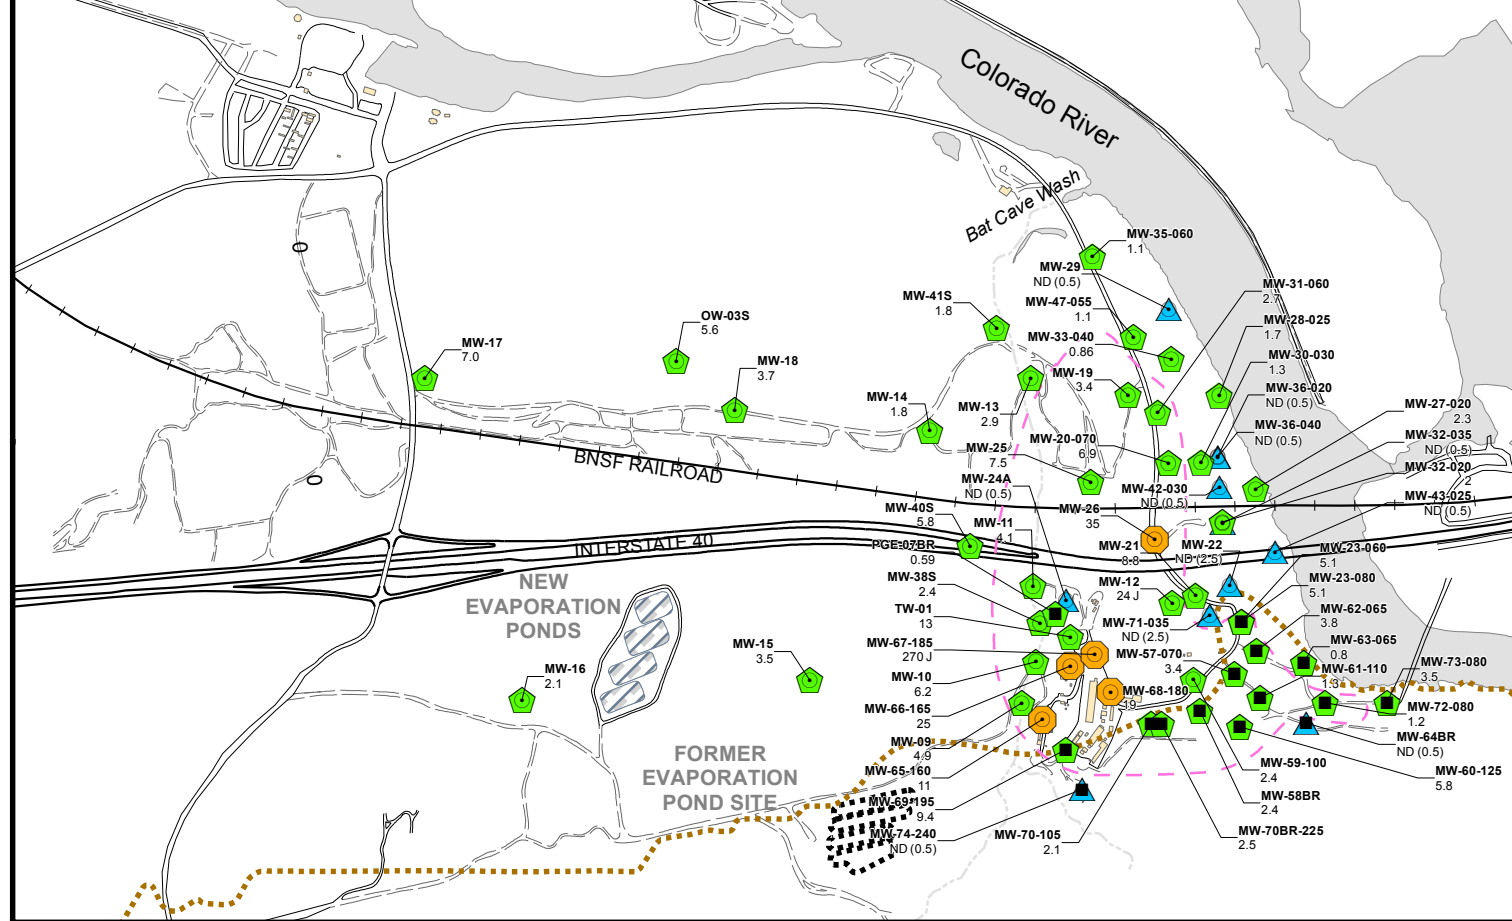 Colorado River
Bat Cave Wash
MW-35-060
1.1
MW-29
ND (0.5)
MW-31-060
2.7
MW-41S
1.8
MW-47-055
1.1
MW-28-025
1.7
OW-03S
5.6
MW-33-040
0.86
MW-17
7.0
MW-30-030
1.3
MW-18
3.7
MW-19
3.4
MW-36-020
ND (0.5)
MW-14
1.8
MW-13
2.9
MW-27-020
2.3
MW-36-040
ND (0.5)
MW-20-070
6.9
MW-32-035
ND (0.5)
MW-25
7.5
BNSF RAILROAD
MW-32-020
2
MW-24A
ND (0.5)
MW-42-030
ND (0.5)
MW-43-025
ND (0.5)
MW-40S
5.8
MW-26
35
MW-11
4.1
INTERSTATE 40
PGE-07BR
0.59
MW-21
8.8
MW-22
ND (2.5)
MW-23-060
5.1
MW-38S
2.4
MW-12
24 J
MW-23-080
5.1
NEW
EVAPORATION
PONDS
TW-01
13
MW-71-035
ND (2.5)
MW-62-065
3.8
MW-15
3.5
MW-67-185
270 J
MW-57-070
3.4
MW-63-065
0.8
MW-16
2.1
MW-10
6.2
MW-61-110
1.3
MW-73-080
3.5
MW-68-180
19
MW-66-165
25
MW-72-080
1.2
MW-09
4.9
MW-64BR
ND (0.5)
FORMER
EVAPORATION
POND SITE
MW-65-160
11
MW-59-100
2.4
MW-60-125
5.8
MW-69-195
9.4
MW-58BR
2.4
MW-74-240
ND (0.5)
MW-70-105
2.1
MW-70BR-225
2.5
0
0